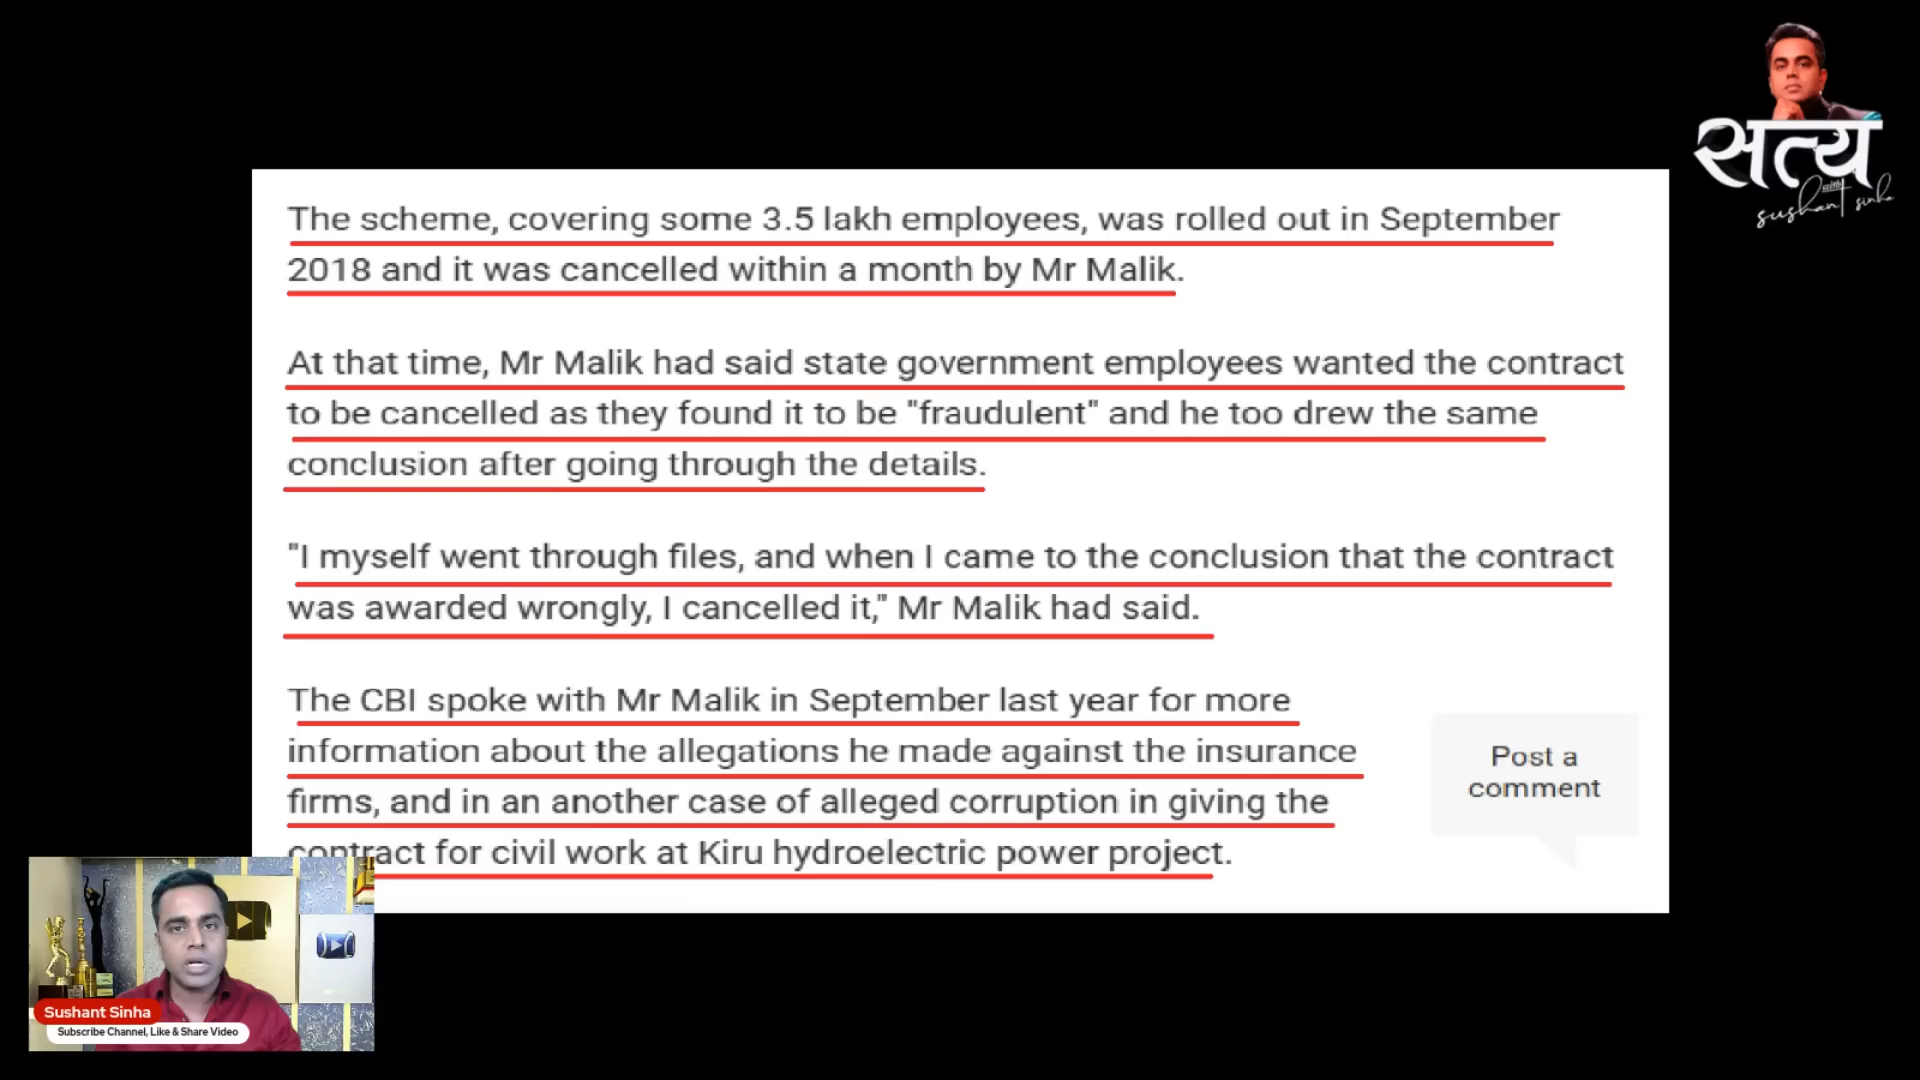 सत्य
with
sushant sinha
The scheme, covering some 3.5 lakh employees, was rolled out in September
2018 and it was cancelled within a month by Mr Malik.
At that time, Mr Malik had said state government employees wanted the contract
to be cancelled as they found it to be "fraudulent" and he too drew the same
conclusion after going through the details.
"I myself went through files, and when I came to the conclusion that the contract
was awarded wrongly, I cancelled it," Mr Malik had said.
The CBI spoke with Mr Malik in September last year for more
information about the allegations he made against the insurance
firms, and in an another case of alleged corruption in giving the
contract for civil work at Kiru hydroelectric power project.
Post a
comment
Sushant Sinha
Subscribe Channel, Like & Share Video